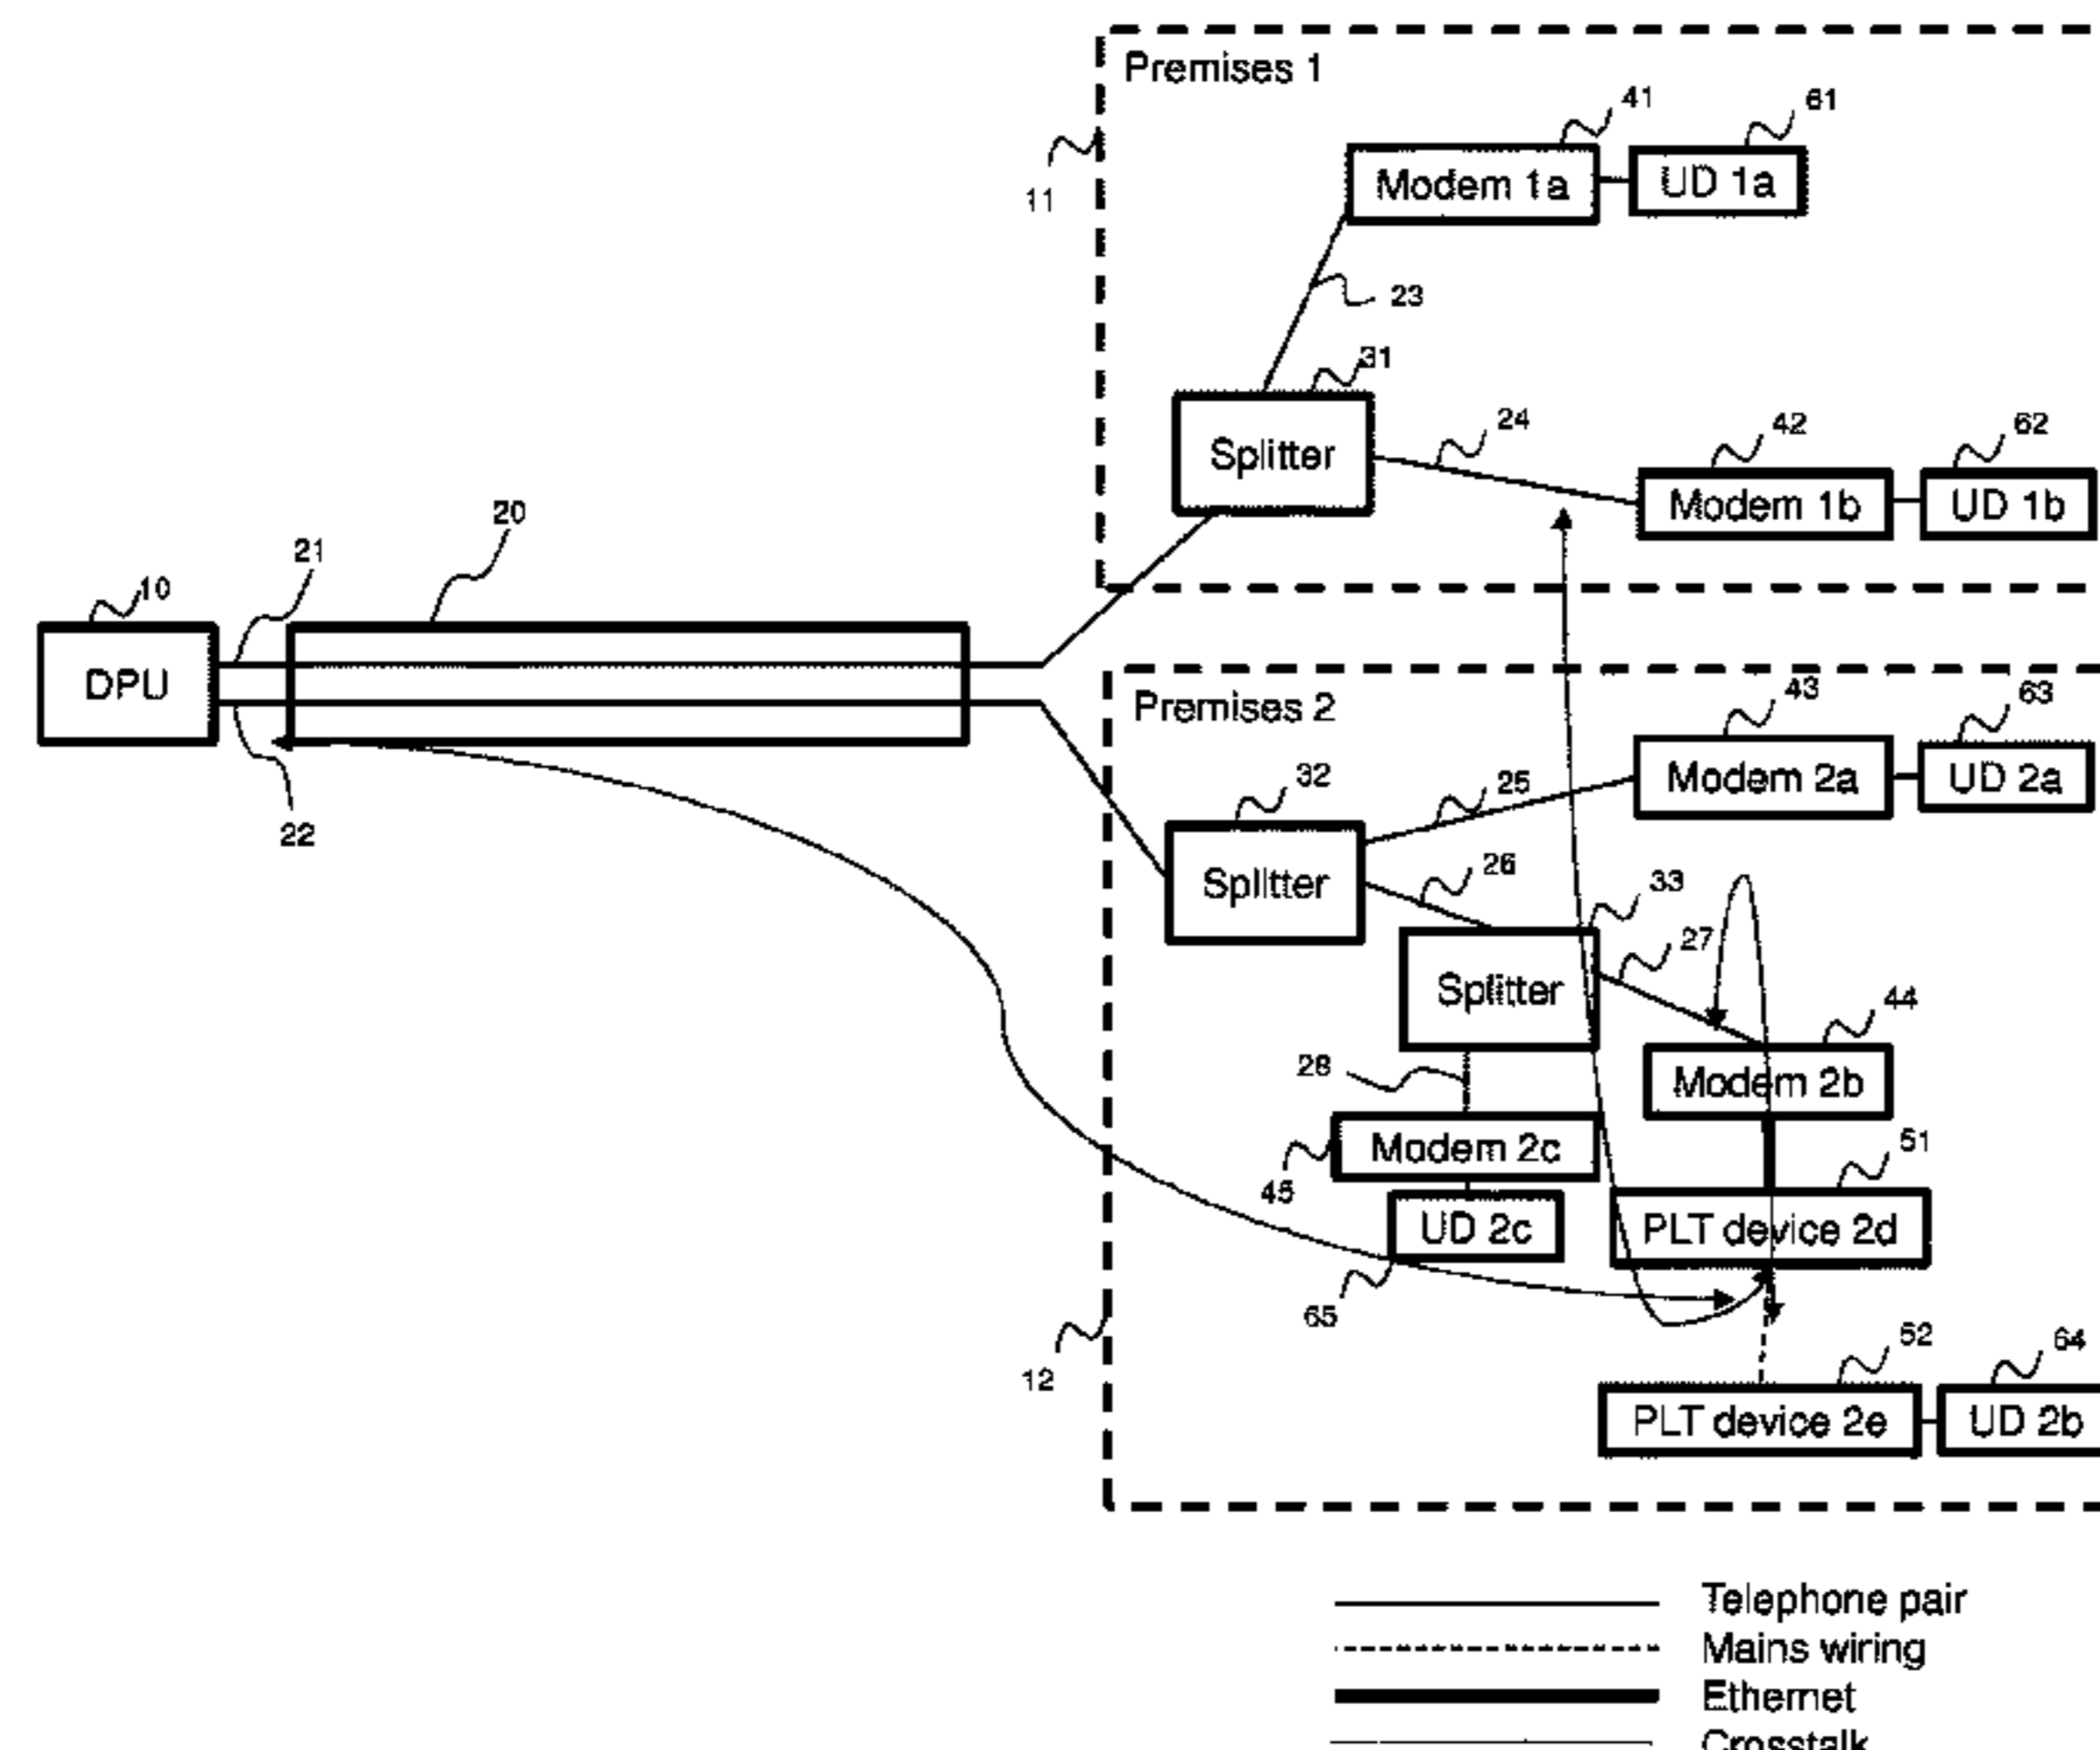 Premises 1
41
61
Modem 1a
UD 1a
11
23
31
24
42
62
Splitter
Modem 1b
UD 1b
20
21
10
DPU
22
Premises 2
43
63
Modem 2a
UD 2a
32
25
Splitter
26
33
27
Splitter
44
28
Modem 2b
Modem 2c
45
51
UD 2c
PLT device 2d
65
12
52
64
PLT device 2e
UD 2b
Telephone pair
Mains wiring
Ethernet
Crosstalk